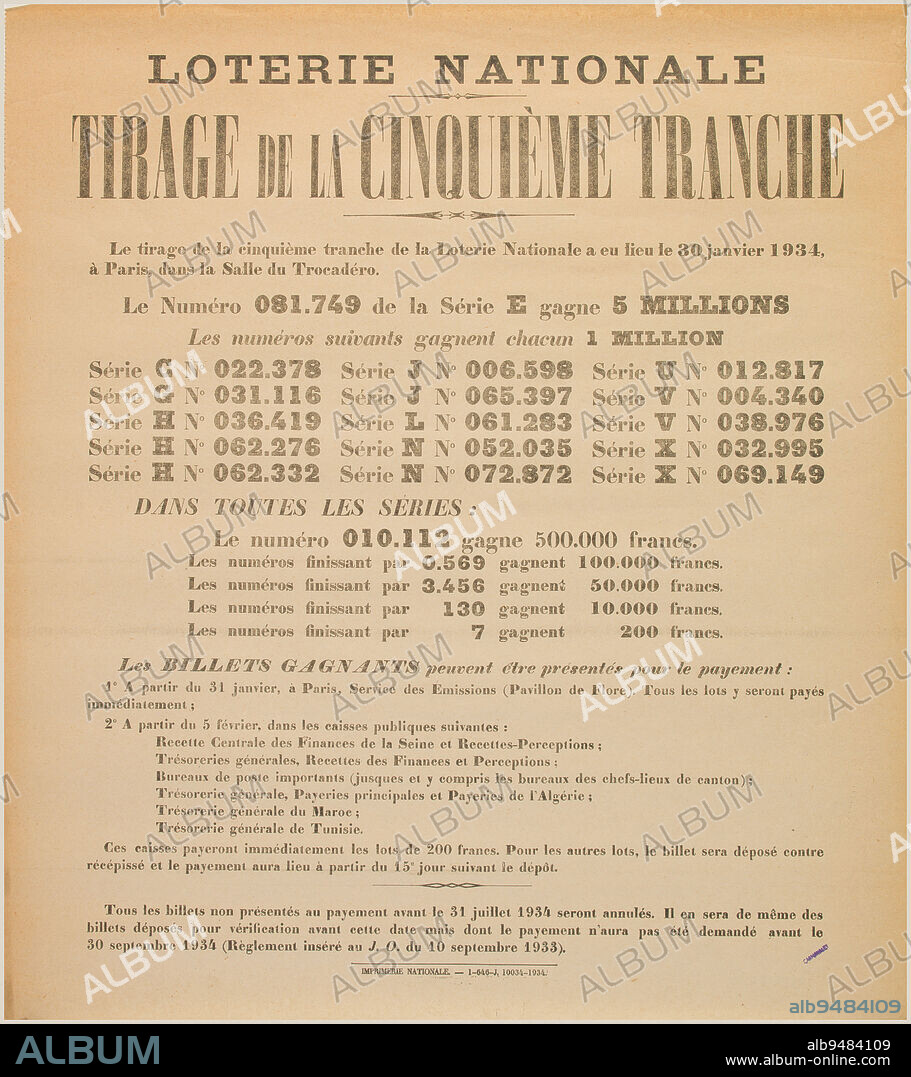 LOTERIE NATIONALE
TIRAGE DE LA CINQUIÈME TRANCHE
Le tirage de la cinquième tranche de la Loterie Nationale a eu lieu le 30 janvier 1934,
à Paris, dans la Salle du Trocadéro.
Le Numéro 081.749 de la Série E gagne 5 MILLIONS
Les numéros suivants gagnent chacun 1 MILLION
Série G N° 022.378 Série J N° 006.598 Série U N° 012.817
Série G N° 031.116 Série J N° 065.397 Série V N° 004.340
Série H N° 036.419 Série L N° 061.283 Série V N° 038.976
Série H N° 062.276 Série N N° 052.035 Série X N° 032.995
Série H N° 062.332 Série N N° 072.872 Série X N° 069.149
DANS TOUTES LES SÉRIES :
Le numéro 010.112 gagne 500.000 francs.
Les numéros finissant par 0.569 gagnent 100.000 francs.
Les numéros finissant par 3.456 gagnent 50.000 francs.
Les numéros finissant par 130 gagnent 10.000 francs.
Les numéros finissant par 7 gagnent 200 francs.
Les BILLETS GAGNANTS peuvent être présentés pour le payement :
1° A partir du 31 janvier, à Paris, Service des Emissions (Pavillon de Flore). Tous les lots y seront payés
immédiatement ;
2° A partir du 5 février, dans les caisses publiques suivantes :
Recette Centrale des Finances de la Seine et Recettes-Perceptions ;
Trésoreries générales, Recettes des Finances et Perceptions ;
Bureaux de poste importants (jusques et y compris les bureaux des chefs-lieux de canton) ;
Trésorerie générale, Payeries principales et Payeries de l'Algérie ;
Trésorerie générale du Maroc ;
Trésorerie générale de Tunisie.
Ces caisses payeront immédiatement les lots de 200 francs. Pour les autres lots, le billet sera déposé contre
récépissé et le payement aura lieu à partir du 15e jour suivant le dépôt.
Tous les billets non présentés au payement avant le 31 juillet 1934 seront annulés. Il en sera de même des
billets déposés pour vérification avant cette date mais dont le payement n'aura pas été demandé avant le
30 septembre 1934 (Règlement inséré au J. O. du 10 septembre 1933).
IMPRIMERIE NATIONALE. — 1-646-J, 10034-1934.
alb9484109
ALBUM
alb9484109
www.album-online.com